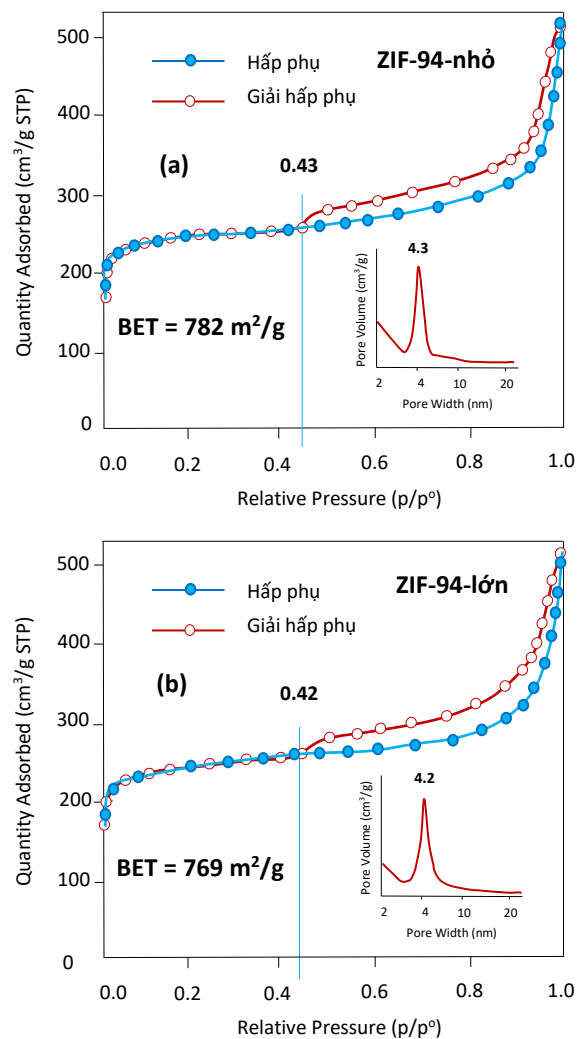 500
400
300
200
100
0
Quantity Adsorbed (cm³/g STP)
Hấp phụ
Giải hấp phụ
ZIF-94-nhỏ
(a)
0.43
BET = 782 m²/g
4.3
Pore Volume (cm³/g)
2 4 10 20
Pore Width (nm)
0.0 0.2 0.4 0.6 0.8 1.0
Relative Pressure (p/pº)
500
400
300
200
100
0
Quantity Adsorbed (cm³/g STP)
Hấp phụ
Giải hấp phụ
ZIF-94-lớn
(b)
0.42
BET = 769 m²/g
4.2
Pore Volume (cm³/g)
2 4 10 20
Pore Width (nm)
0.0 0.2 0.4 0.6 0.8 1.0
Relative Pressure (p/pº)